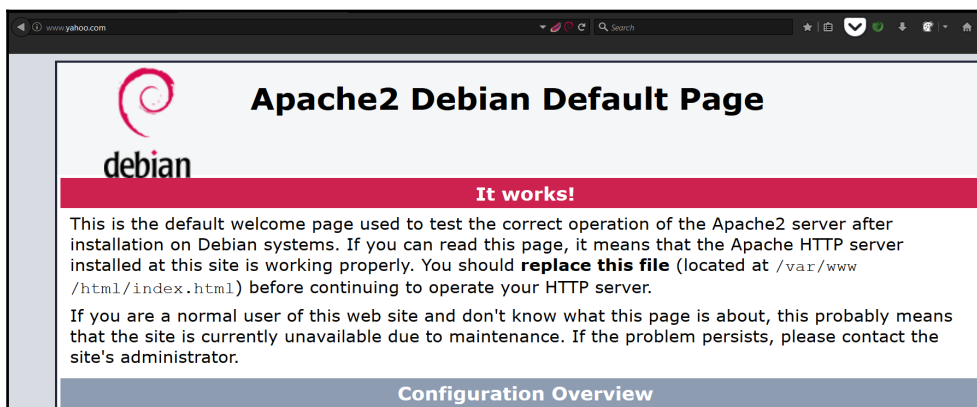 www.yahoo.com
Search
Apache2 Debian Default Page
debian
It works!
This is the default welcome page used to test the correct operation of the Apache2 server after
installation on Debian systems. If you can read this page, it means that the Apache HTTP server
installed at this site is working properly. You should replace this file (located at /var/www
/html/index.html) before continuing to operate your HTTP server.
If you are a normal user of this web site and don't know what this page is about, this probably means
that the site is currently unavailable due to maintenance. If the problem persists, please contact the
site's administrator.
Configuration Overview